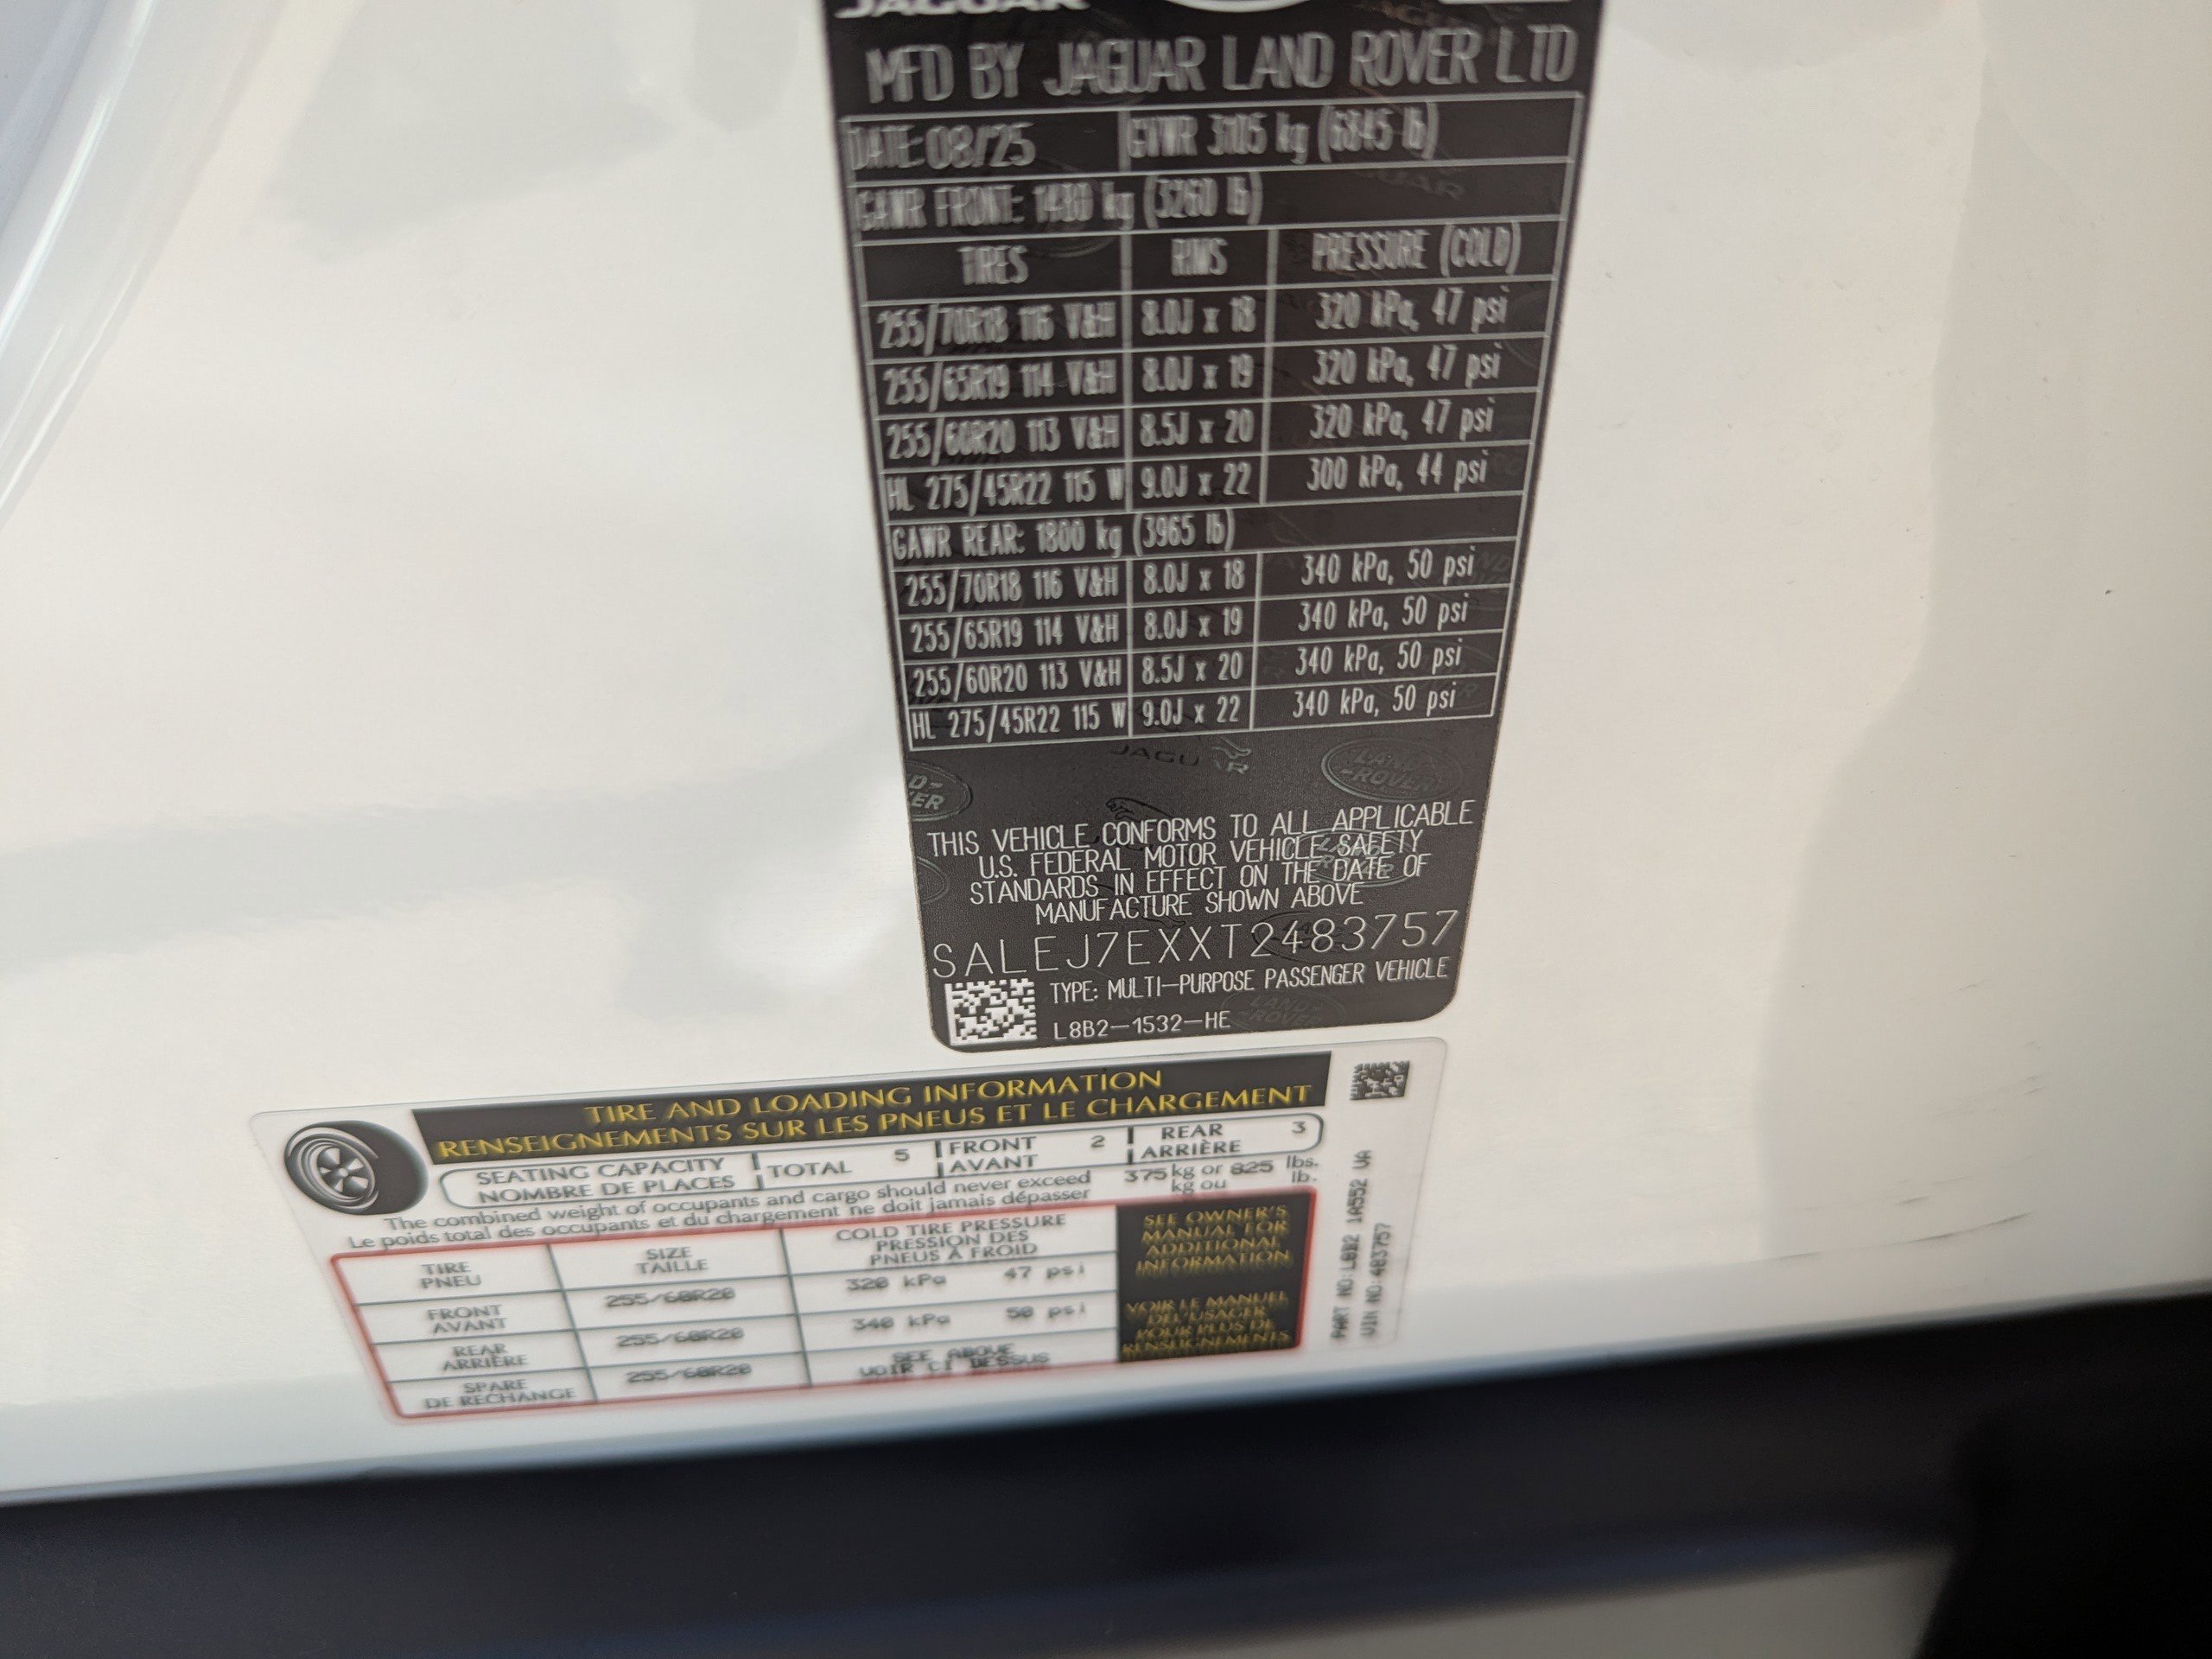 JAGUAR
MFD BY JAGUAR LAND ROVER LTD
DATE:08/25 GVWR 3105 kg (6845 lb)
GAWR FRONT: 1480 kg (3260 lb)
TIRES RIMS PRESSURE (COLD)
255/70R18 116 V&H 8.0J x 18 320 kPa, 47 psi
255/65R19 114 V&H 8.0J x 19 320 kPa, 47 psi
255/60R20 113 V&H 8.5J x 20 320 kPa, 47 psi
HL 275/45R22 115 W 9.0J x 22 300 kPa, 44 psi
GAWR REAR: 1800 kg (3965 lb)
255/70R18 116 V&H 8.0J x 18 340 kPa, 50 psi
255/65R19 114 V&H 8.0J x 19 340 kPa, 50 psi
255/60R20 113 V&H 8.5J x 20 340 kPa, 50 psi
HL 275/45R22 115 W 9.0J x 22 340 kPa, 50 psi
THIS VEHICLE CONFORMS TO ALL APPLICABLE
U.S. FEDERAL MOTOR VEHICLE SAFETY
STANDARDS IN EFFECT ON THE DATE OF
MANUFACTURE SHOWN ABOVE
SALEJ7EXXT2483757
TYPE: MULTI-PURPOSE PASSENGER VEHICLE
L8B2-1532-HE
TIRE AND LOADING INFORMATION
RENSEIGNEMENTS SUR LES PNEUS ET LE CHARGEMENT
SEATING CAPACITY TOTAL 5 FRONT 2 REAR 3
NOMBRE DE PLACES AVANT ARRIÈRE
The combined weight of occupants and cargo should never exceed 375 kg or 825 lbs.
Le poids total des occupants et du chargement ne doit jamais dépasser kg ou lb.
TIRE SIZE COLD TIRE PRESSURE
PNEU TAILLE PRESSION DES
PNEUS À FROID
FRONT 255/60R20 320 kPa 47 psi
AVANT
REAR 255/60R20 340 kPa 50 psi
ARRIÈRE
SPARE 255/60R20 SEE ABOVE
DE RECHANGE VOIR CI DESSUS
SEE OWNER'S
MANUAL FOR
ADDITIONAL
INFORMATION
VOIR LE MANUEL
DE L'USAGER
POUR PLUS DE
RENSEIGNEMENTS
PART NO:L8B2 1A552 VA
VIN NO:483757